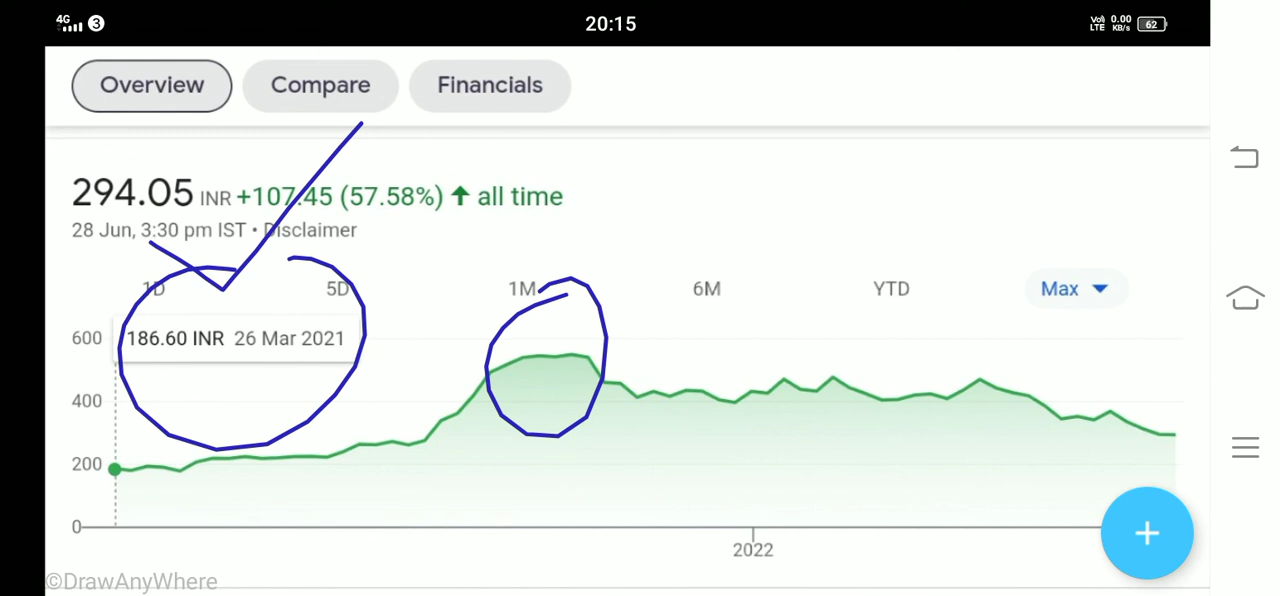 4G 3 20:15 Vo) LTE 0.00 KB/s 62
Overview Compare Financials
294.05 INR +107.45 (57.58%) ↑ all time
28 Jun, 3:30 pm IST • Disclaimer
1D 5D 1M 6M YTD Max
186.60 INR 26 Mar 2021
600
400
200
0
2022
©DrawAnyWhere